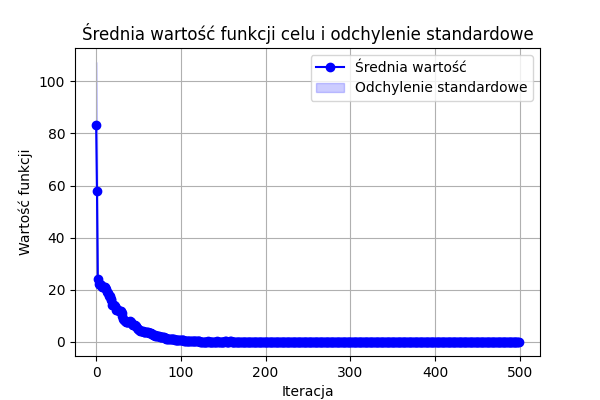 Średnia wartość funkcji celu i odchylenie standardowe
Średnia wartość
Odchylenie standardowe
Wartość funkcji
100
80
60
40
20
0
0 100 200 300 400 500
Iteracja